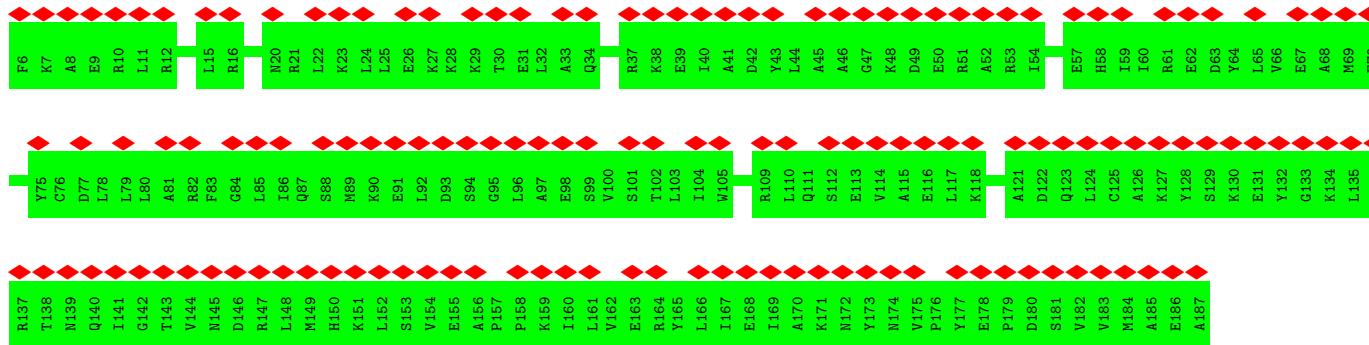 F6 K7 A8 E9 R10 L11 R12 L15 R16 N20 R21 L22 K23 L24 L25 E26 K27 K28 K29 T30 E31 L32 A33 Q34 R37 K38 E39 I40 A41 D42 Y43 L44 A45 A46 G47 K48 D49 E50 R51 A52 R53 I54 E57 H58 I59 I60 R61 E62 D63 Y64 L65 V66 E67 A68 M69
Y75 C76 D77 L78 L79 L80 A81 R82 F83 G84 L85 I86 Q87 S88 M89 K90 E91 L92 D93 S94 G95 L96 A97 E98 S99 V100 S101 T102 L103 I104 W105 R109 L110 Q111 S112 E113 V114 A115 E116 L117 K118 A121 D122 Q123 L124 C125 A126 K127 Y128 S129 K130 E131 Y132 G133 K134 L135
R137 T138 N139 Q140 I141 G142 T143 V144 N145 D146 R147 L148 M149 H150 K151 L152 S153 V154 E155 A156 P157 P158 K159 I160 L161 V162 E163 R164 Y165 L166 I167 E168 I169 A170 K171 N172 Y173 N174 V175 P176 Y177 E178 P179 D180 S181 V182 V183 M184 A185 E186 A187